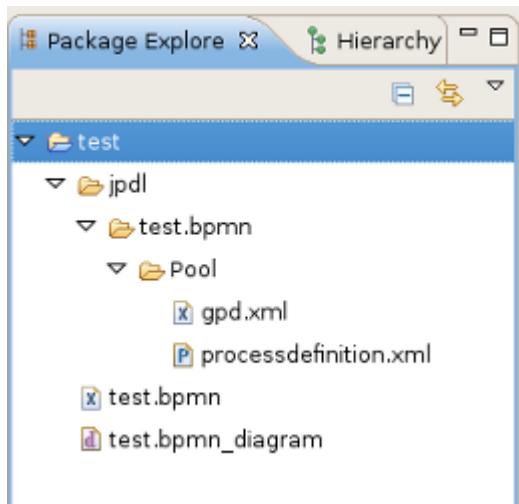 Package Explore Hierarchy
test
jpdl
test.bpmn
Pool
gpd.xml
processdefinition.xml
test.bpmn
test.bpmn_diagram